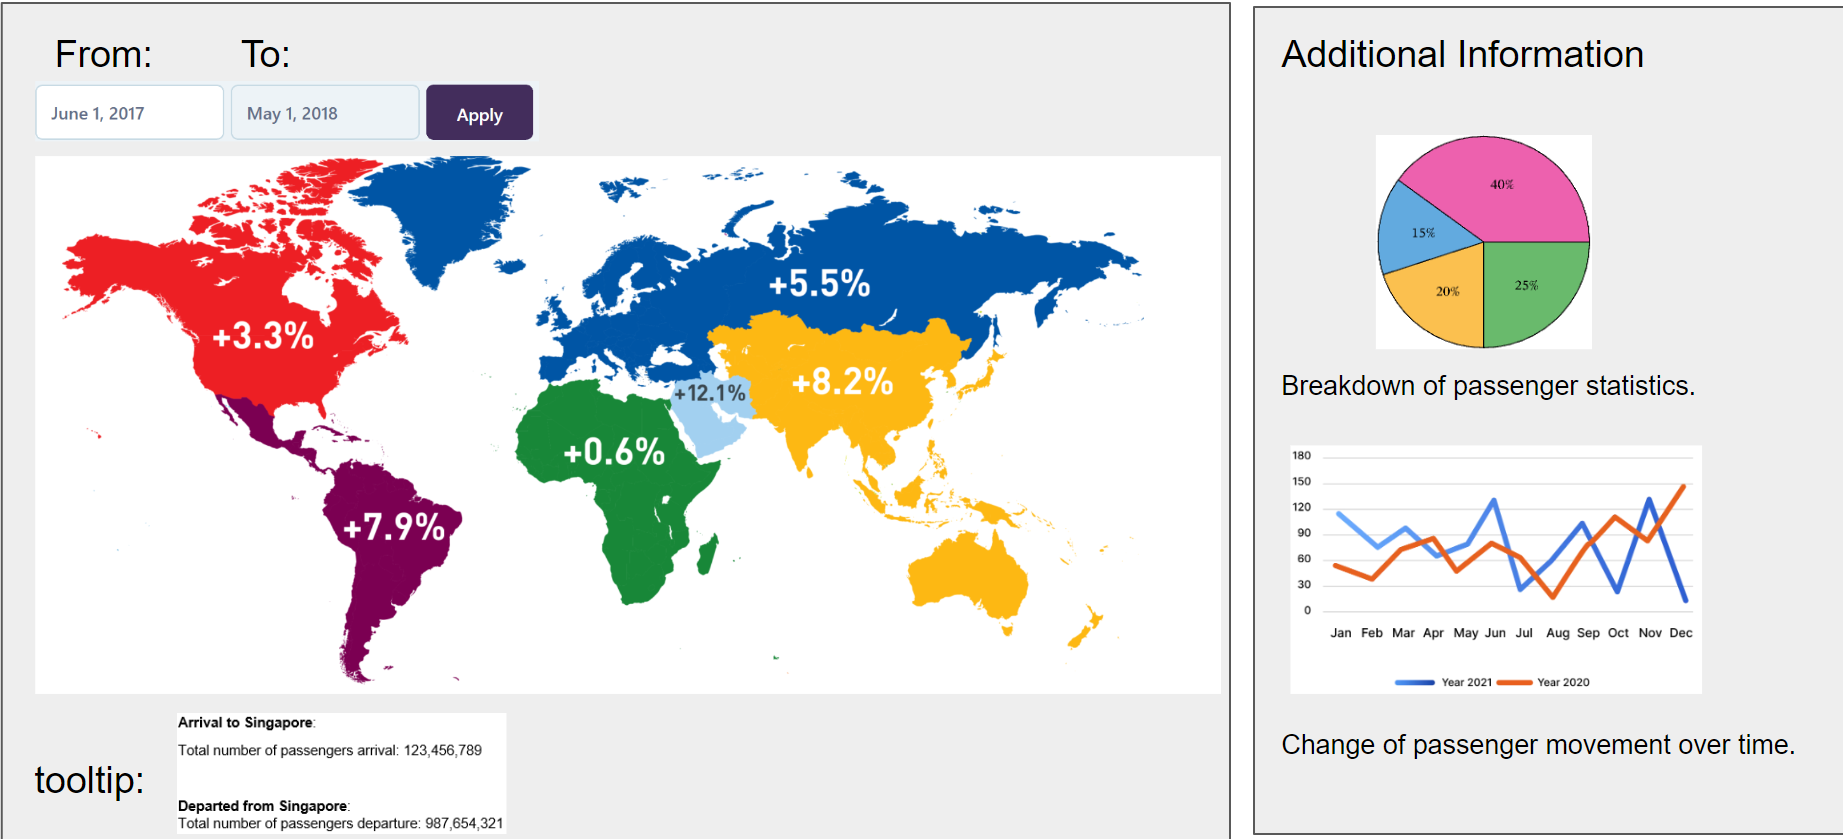 From: To:
June 1, 2017 May 1, 2018 Apply
+5.5%
+3.3%
+8.2%
+12.1%
+0.6%
+7.9%
tooltip:
Arrival to Singapore:
Total number of passengers arrival: 123,456,789
Departed from Singapore:
Total number of passengers departure: 987,654,321
Additional Information
40%
15%
20%
25%
Breakdown of passenger statistics.
180
150
120
90
60
30
0
Jan Feb Mar Apr May Jun Jul Aug Sep Oct Nov Dec
Year 2021 Year 2020
Change of passenger movement over time.